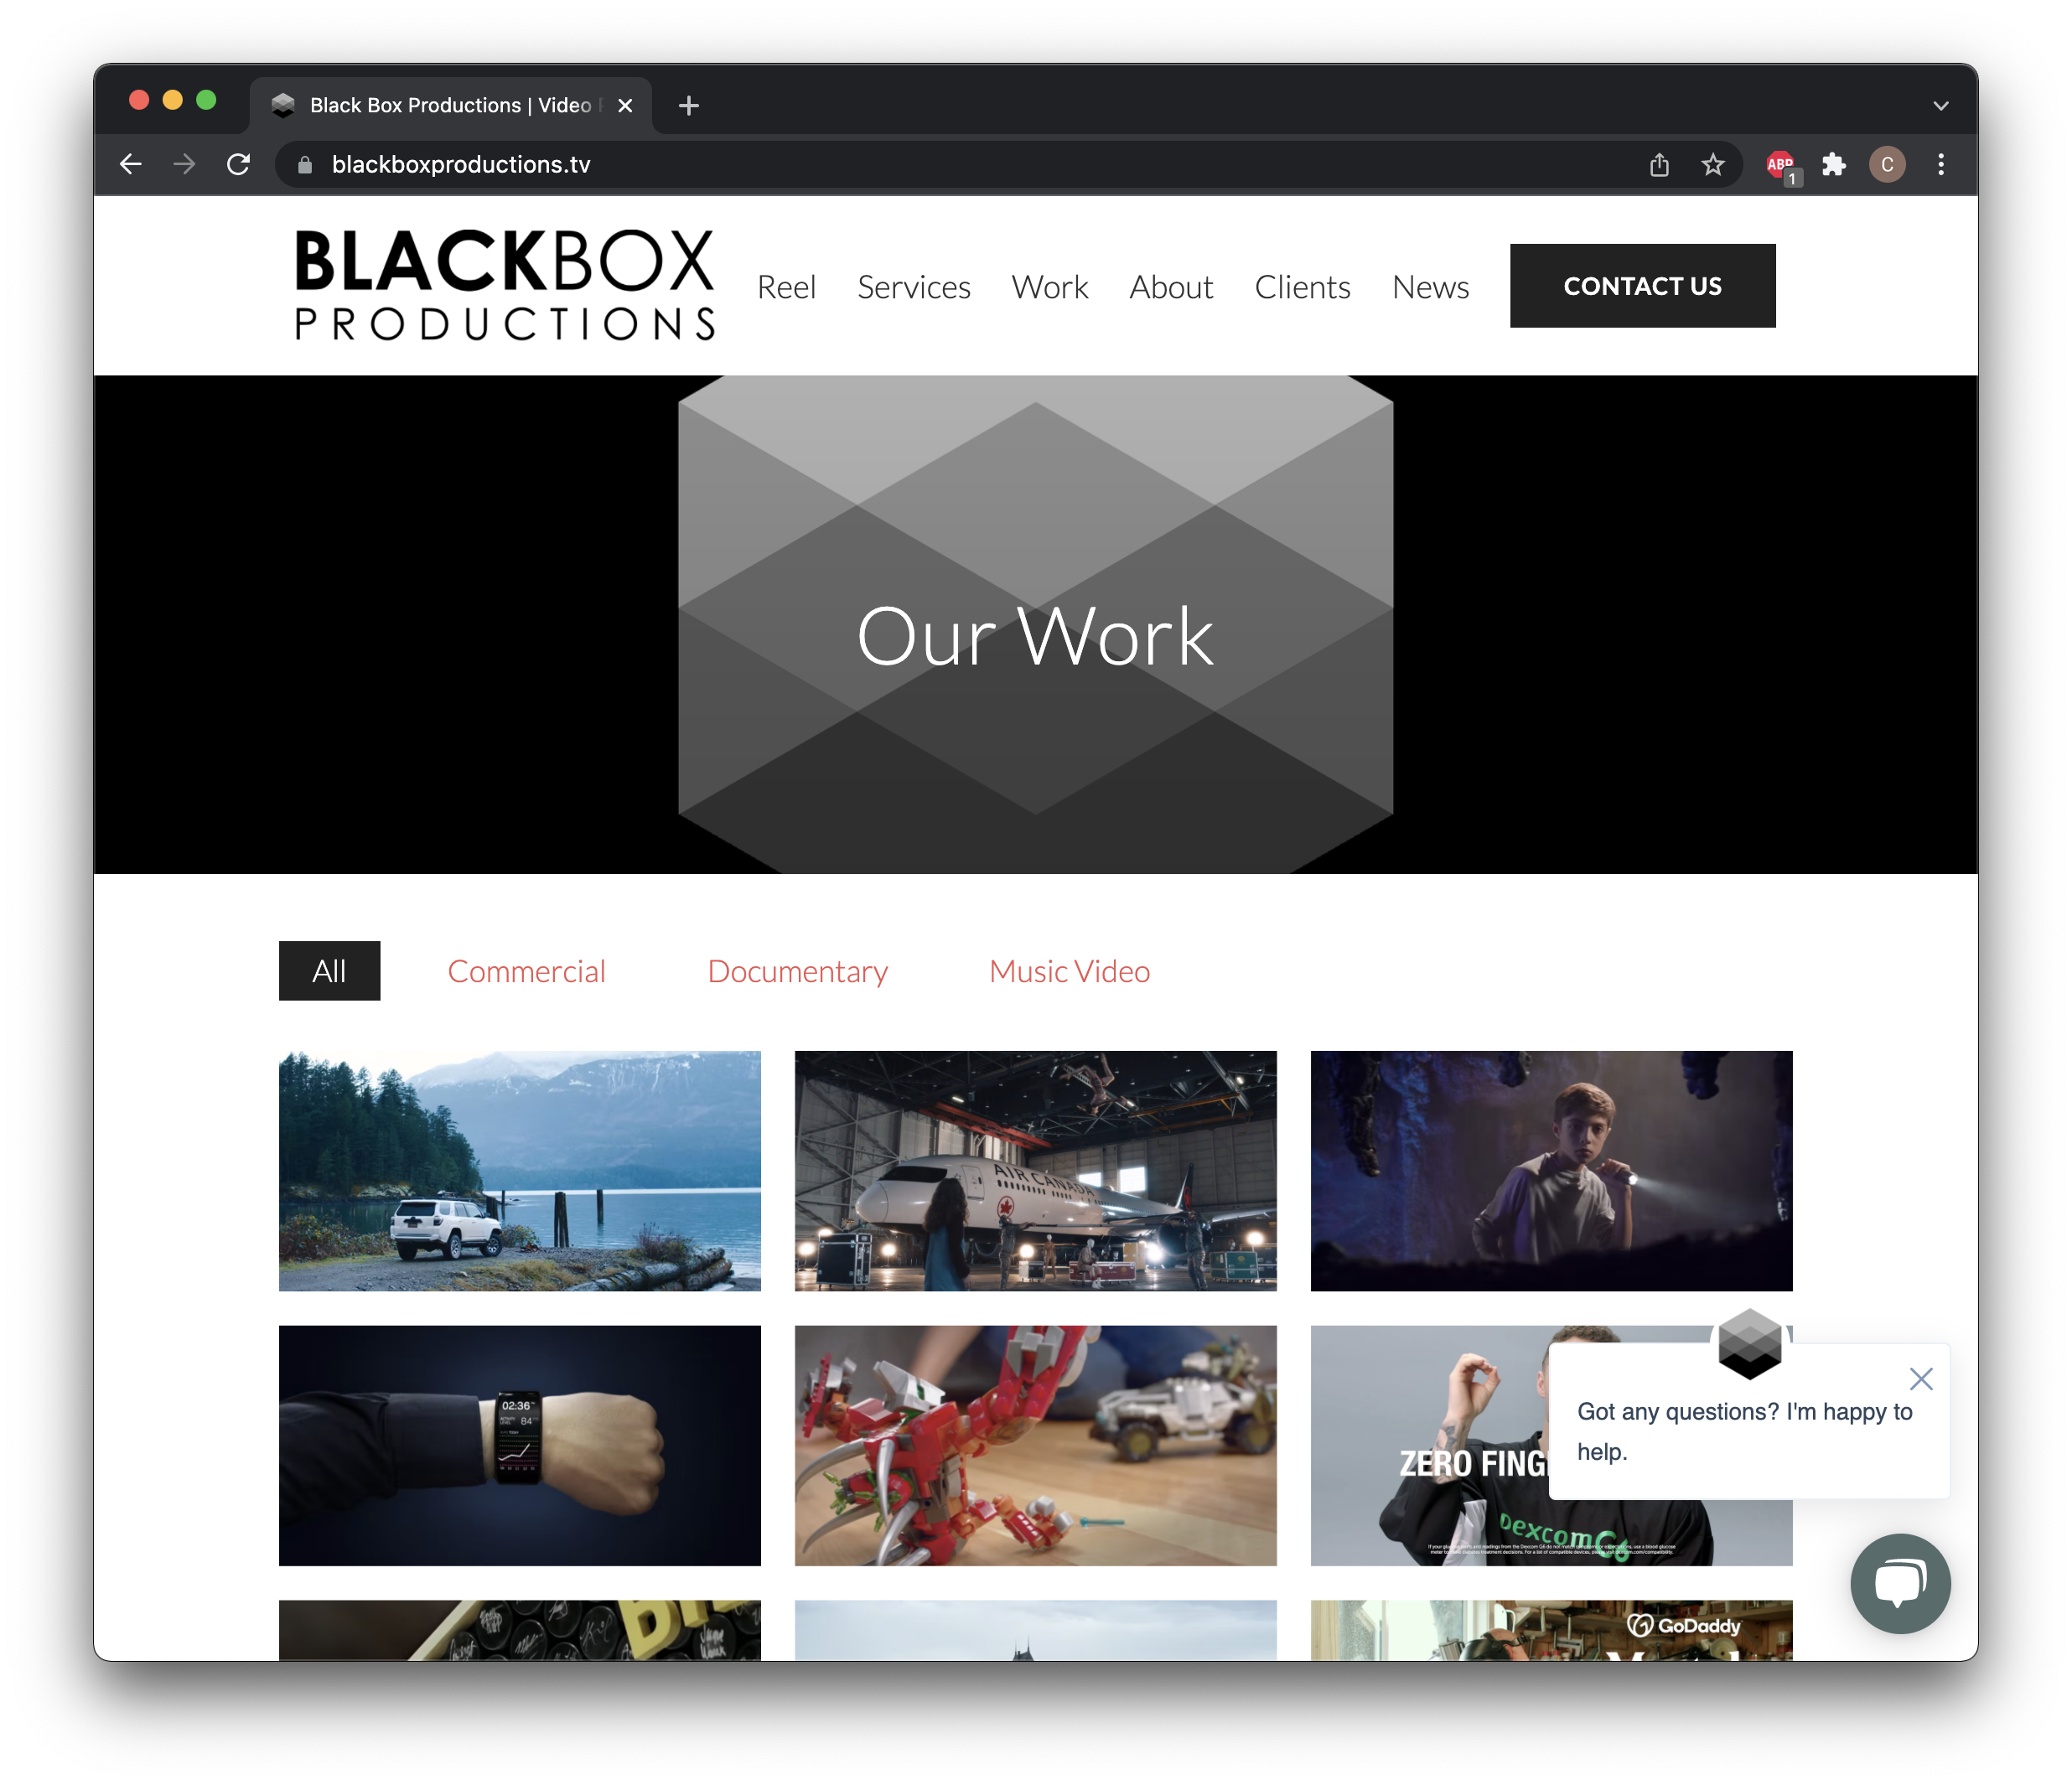 Black Box Productions | Video
blackboxproductions.tv
ABP
1
C
BLACKBOX
PRODUCTIONS
Reel
Services
Work
About
Clients
News
CONTACT US
Our Work
All
Commercial
Documentary
Music Video
AIR CANADA
02:36
84
ZERO FING
Dexcom G6
Got any questions? I'm happy to
help.
GoDaddy